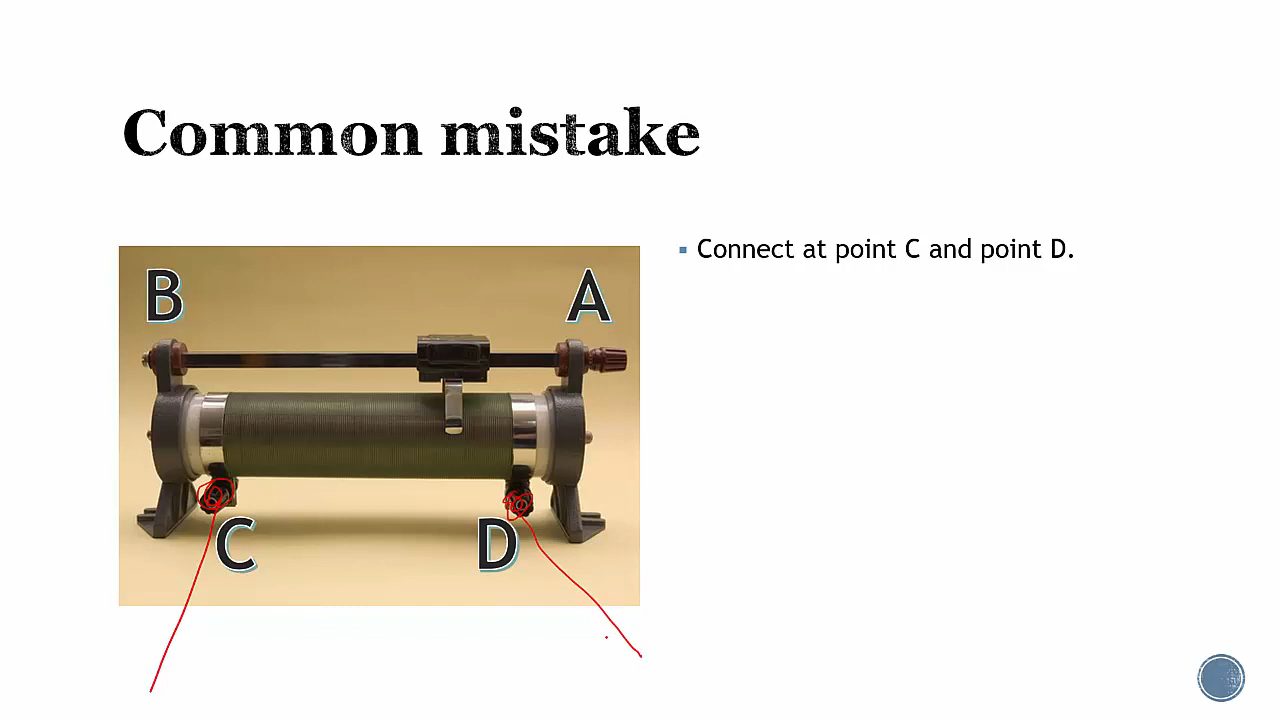 Common mistake
▪ Connect at point C and point D.
B A
C D